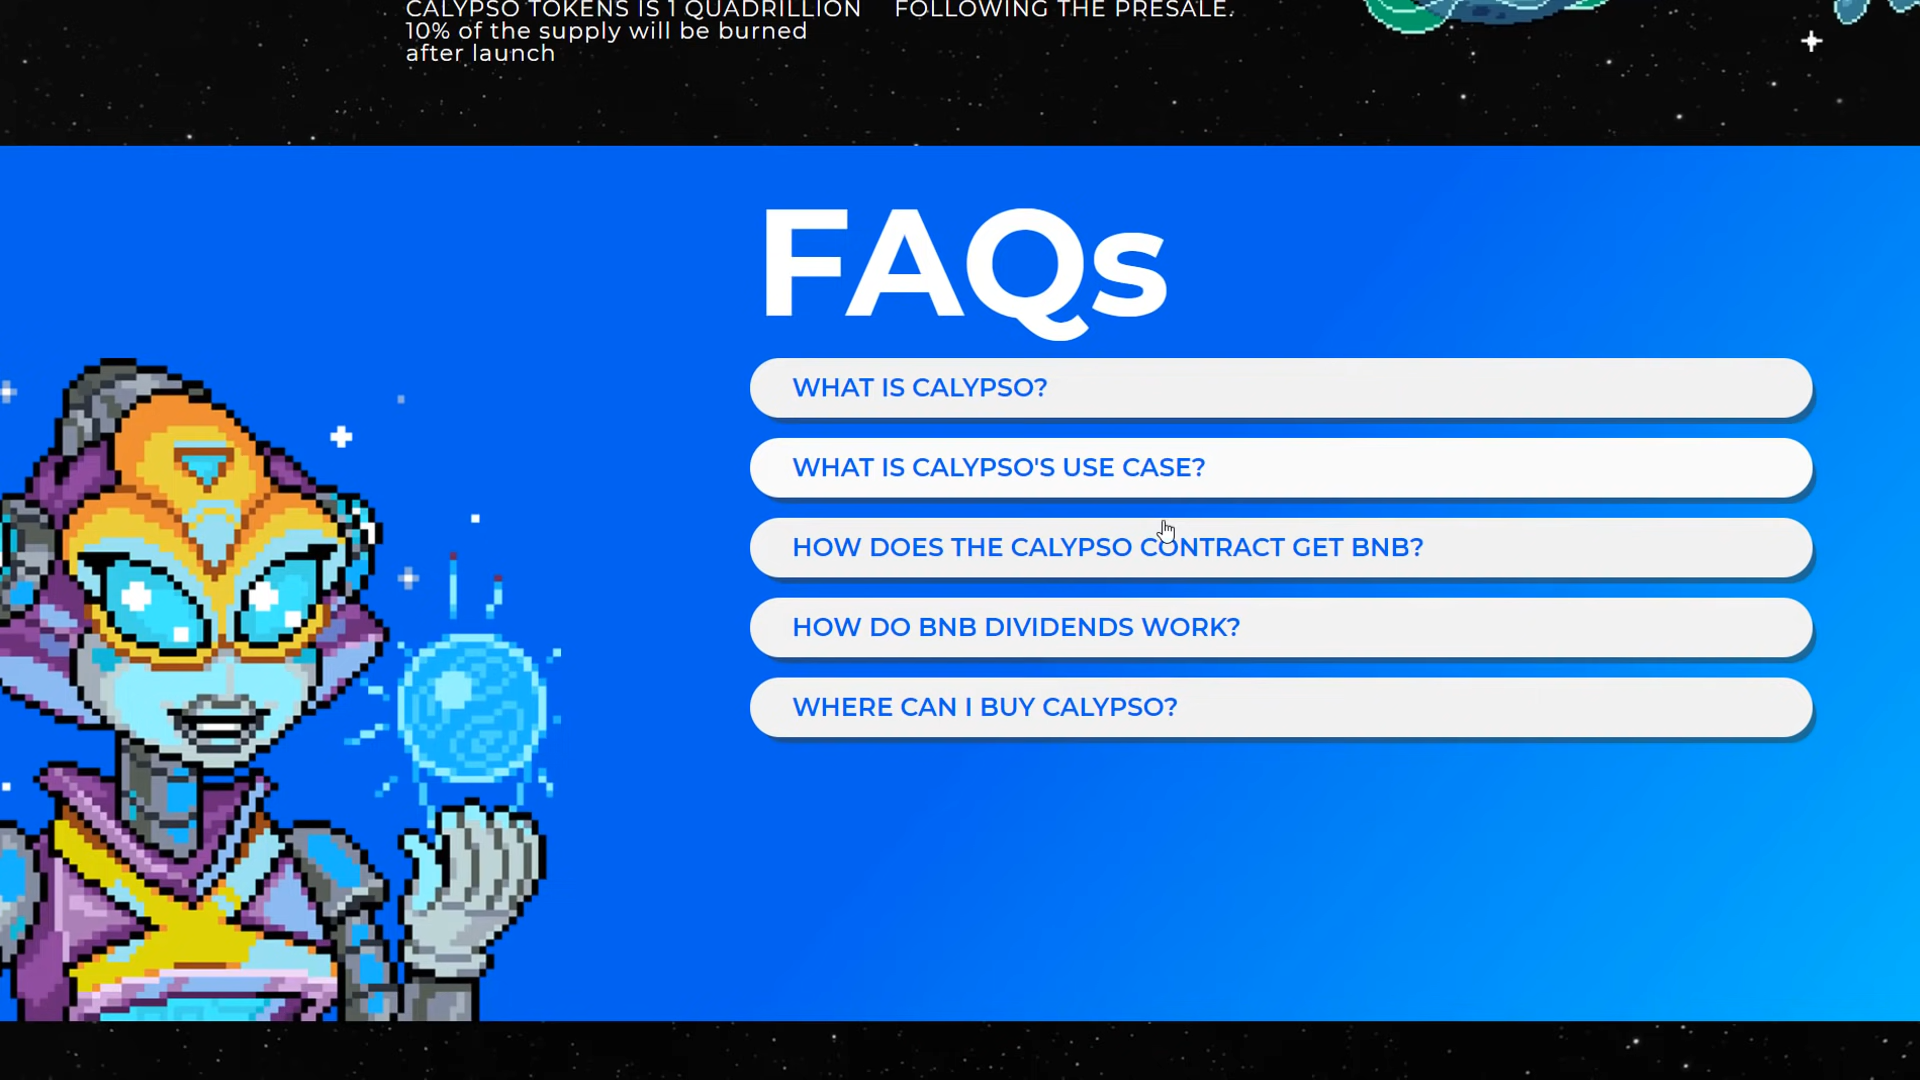 CALYPSO TOKENS IS 1 QUADRILLION
10% of the supply will be burned
after launch
FOLLOWING THE PRESALE.
FAQs
WHAT IS CALYPSO?
WHAT IS CALYPSO'S USE CASE?
HOW DOES THE CALYPSO CONTRACT GET BNB?
HOW DO BNB DIVIDENDS WORK?
WHERE CAN I BUY CALYPSO?